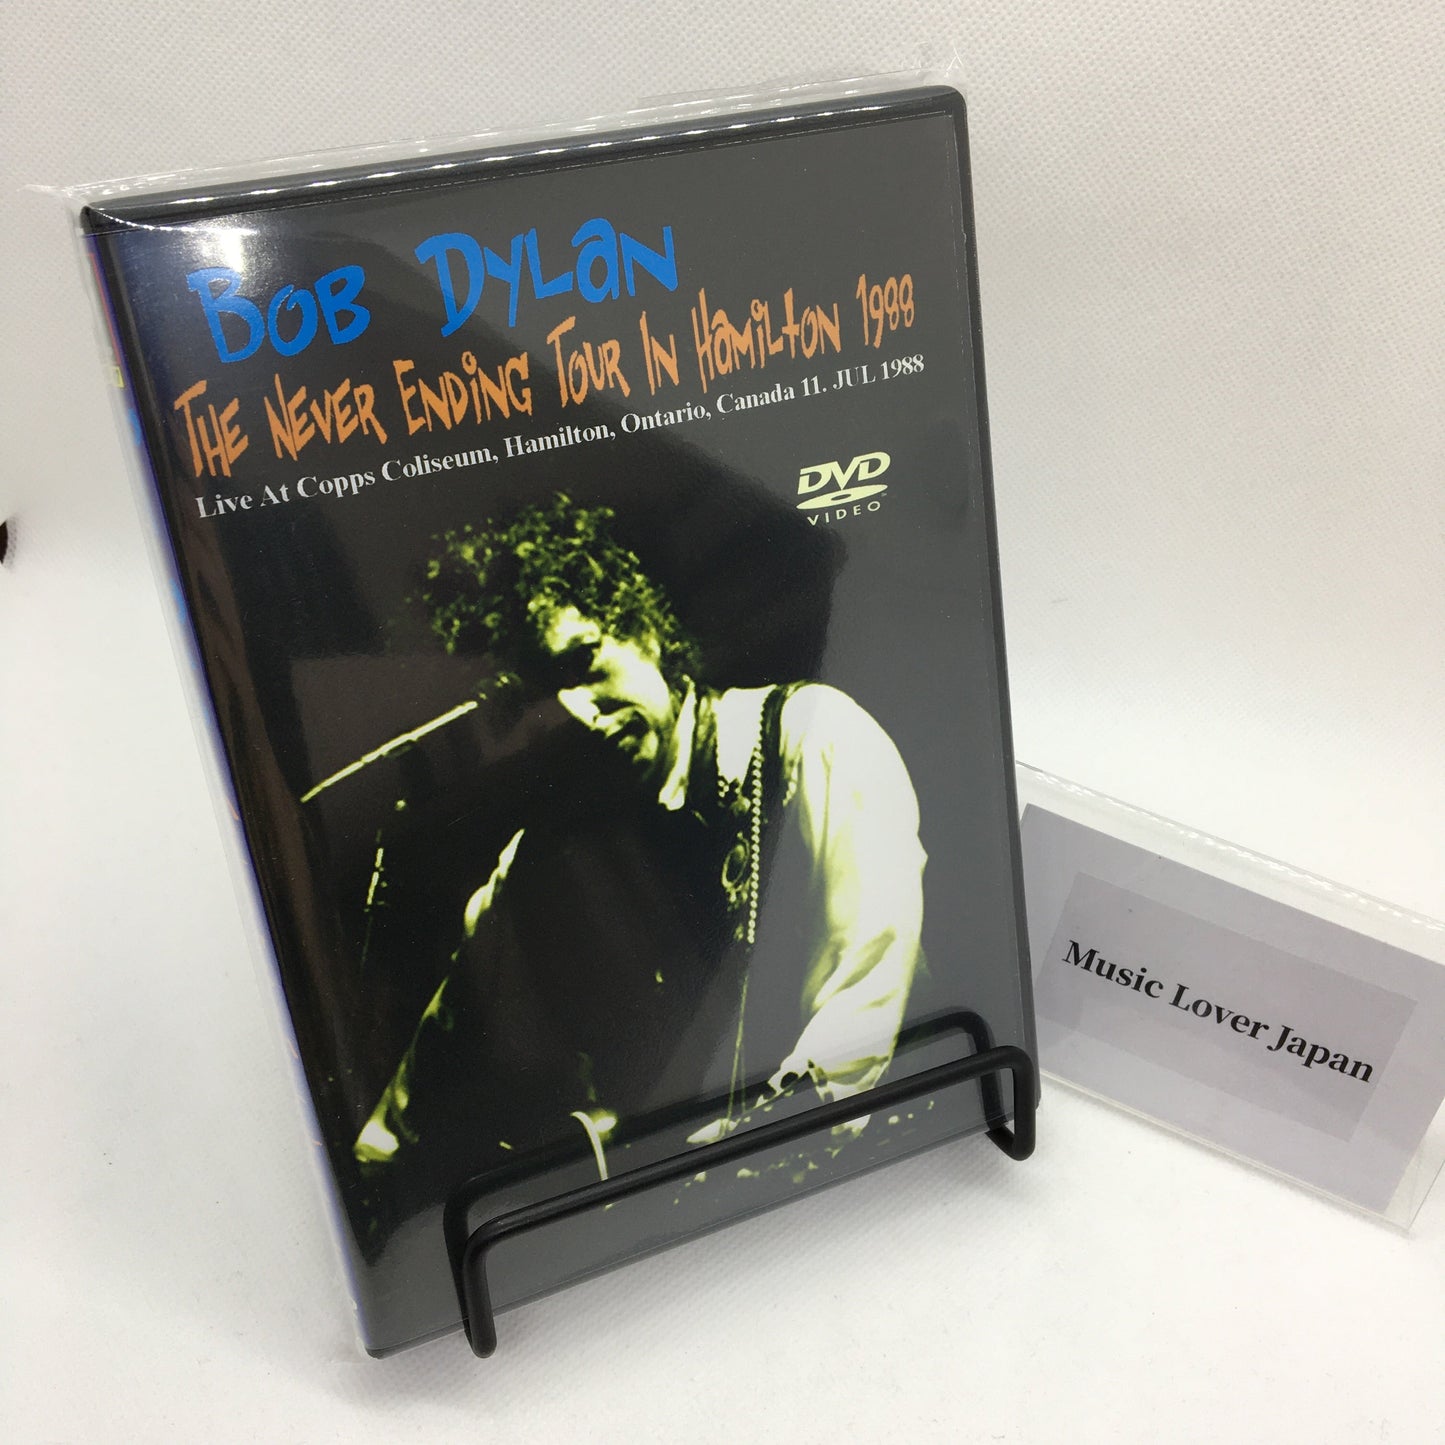 BOB DYLAN
THE NEVER ENDING TOUR IN HAMILTON 1988
Live At Copps Coliseum, Hamilton, Ontario, Canada 11. JUL 1988
DVD
VIDEO
Music Lover Japan